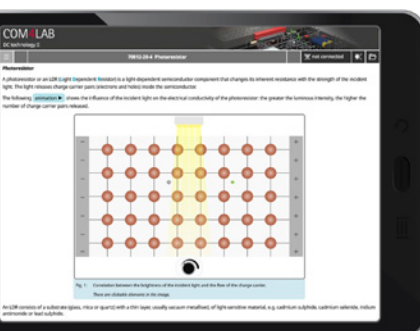 COM LAB
DC technology 2
70812-20-4 Photoresistor
not connected
Photoresistor
A photoresistor or an LDR (Light Dependent Resistor) is a light-dependent semiconductor component that changes its inherent resistance with the strength of the incident
light. The light releases charge carrier pairs (electrons and holes) inside the semiconductor.
The following animation shows the influence of the incident light on the electrical conductivity of the photoresistor: the greater the luminous intensity, the higher the
number of charge carrier pairs released.
Fig. 1. Correlation between the brightness of the incident light and the flow of the charge carrier.
There are clickable elements in this image.
An LDR consists of a substrate (glass, mica or quartz) with a thin layer, usually vacuum metallised, of light-sensitive material, e.g. cadmium sulphide, cadmium selenide, indium
antimonide or lead sulphide.